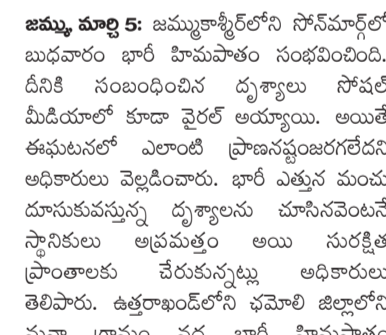 జమ్ము, మార్చి 5: జమ్ముకాశ్మీర్‌లోని సోన్‌మార్గ్‌లో
బుధవారం భారీ హిమపాతం సంభవించింది.
దీనికి సంబంధించిన దృశ్యాలు సోషల్
మీడియాలో కూడా వైరల్ అయ్యాయి. అయితే
ఈఘటనలో ఎలాంటి ప్రాణనష్టంజరగలేదని
అధికారులు వెల్లడించారు. భారీ ఎత్తున మంచు
దూసుకువస్తున్న దృశ్యాలను చూసినవెంటనే
స్థానికులు అప్రమత్తం అయి సురక్షిత
ప్రాంతాలకు చేరుకున్నట్లు అధికారులు
తెలిపారు. ఉత్తరాఖండ్‌లోని ఛమోలి జిల్లాలోని